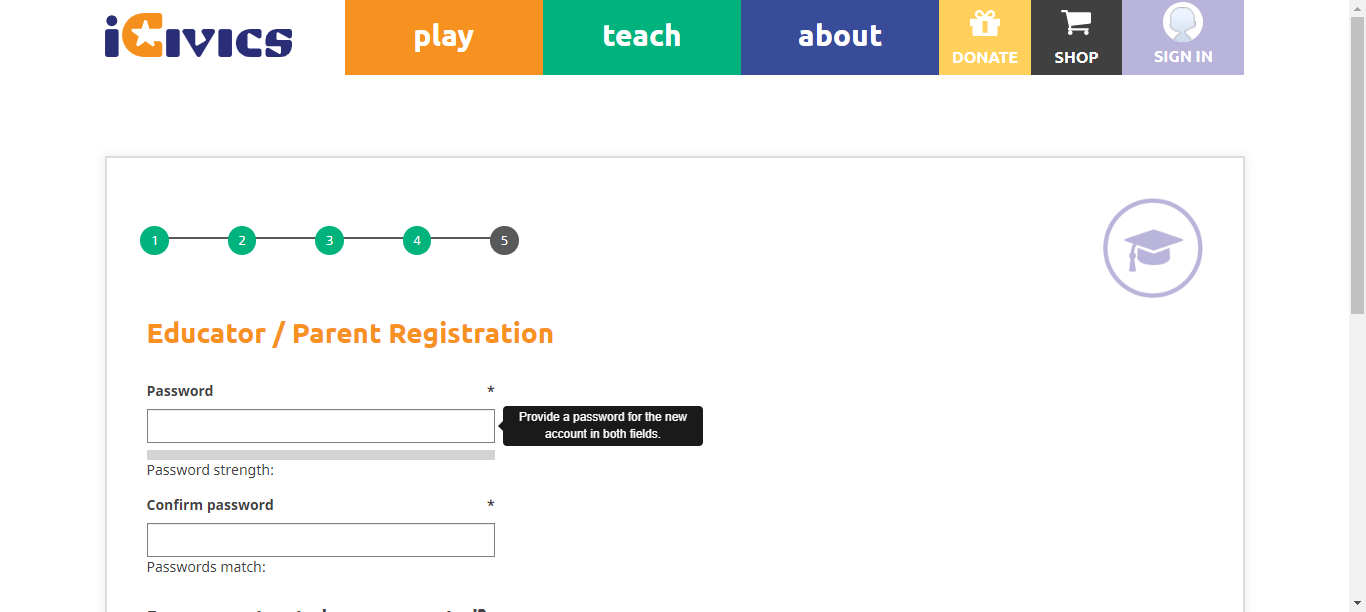 iCivics
play
teach
about
DONATE
SHOP
SIGN IN
1 2 3 4 5
Educator / Parent Registration
Password *
Provide a password for the new
account in both fields.
Password strength:
Confirm password *
Passwords match: